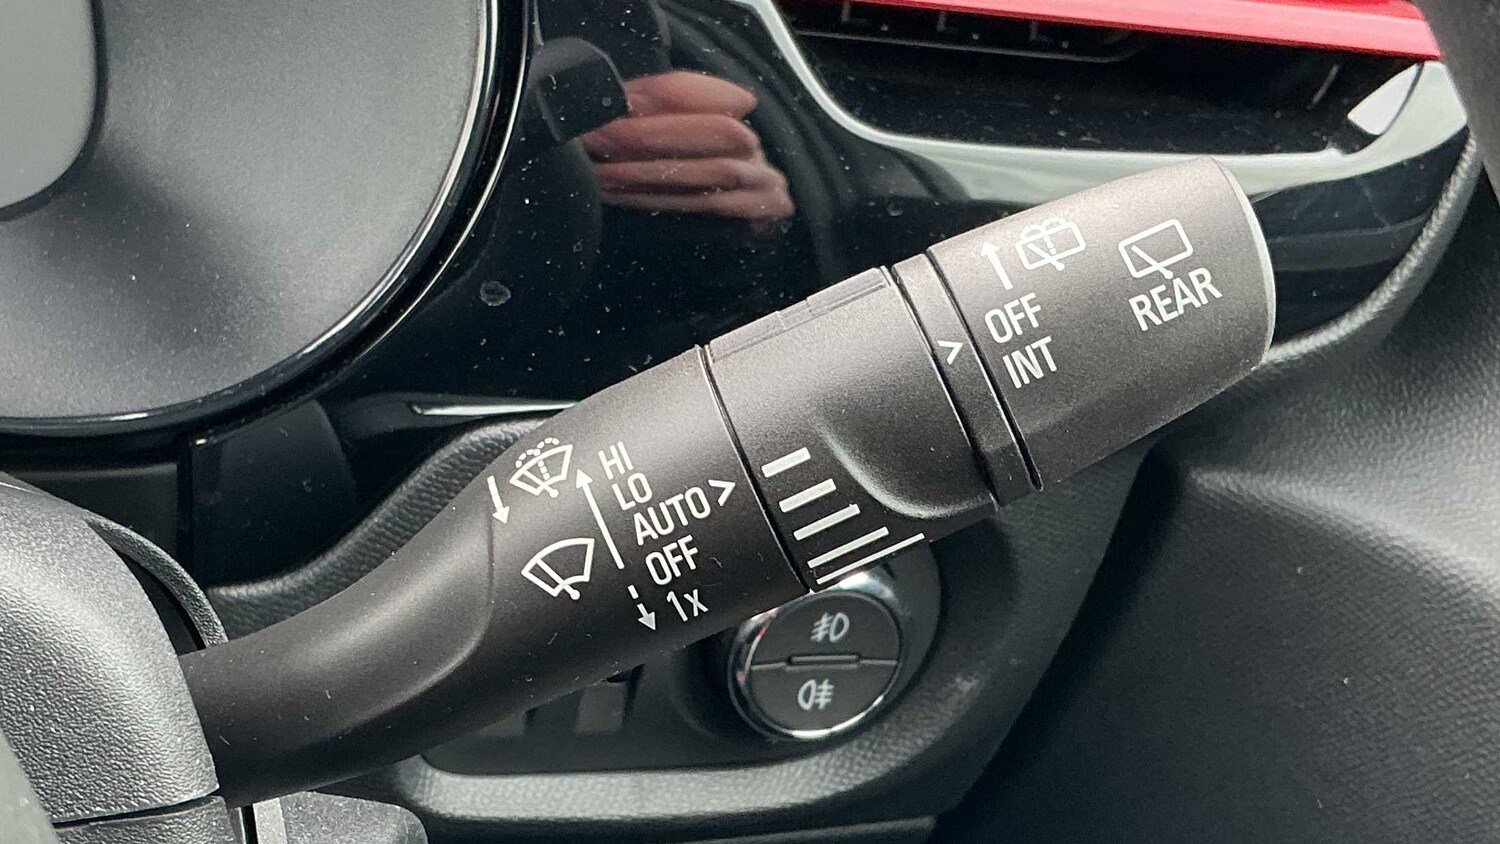 HI
LO
AUTO >
OFF
1x
> OFF
INT
REAR